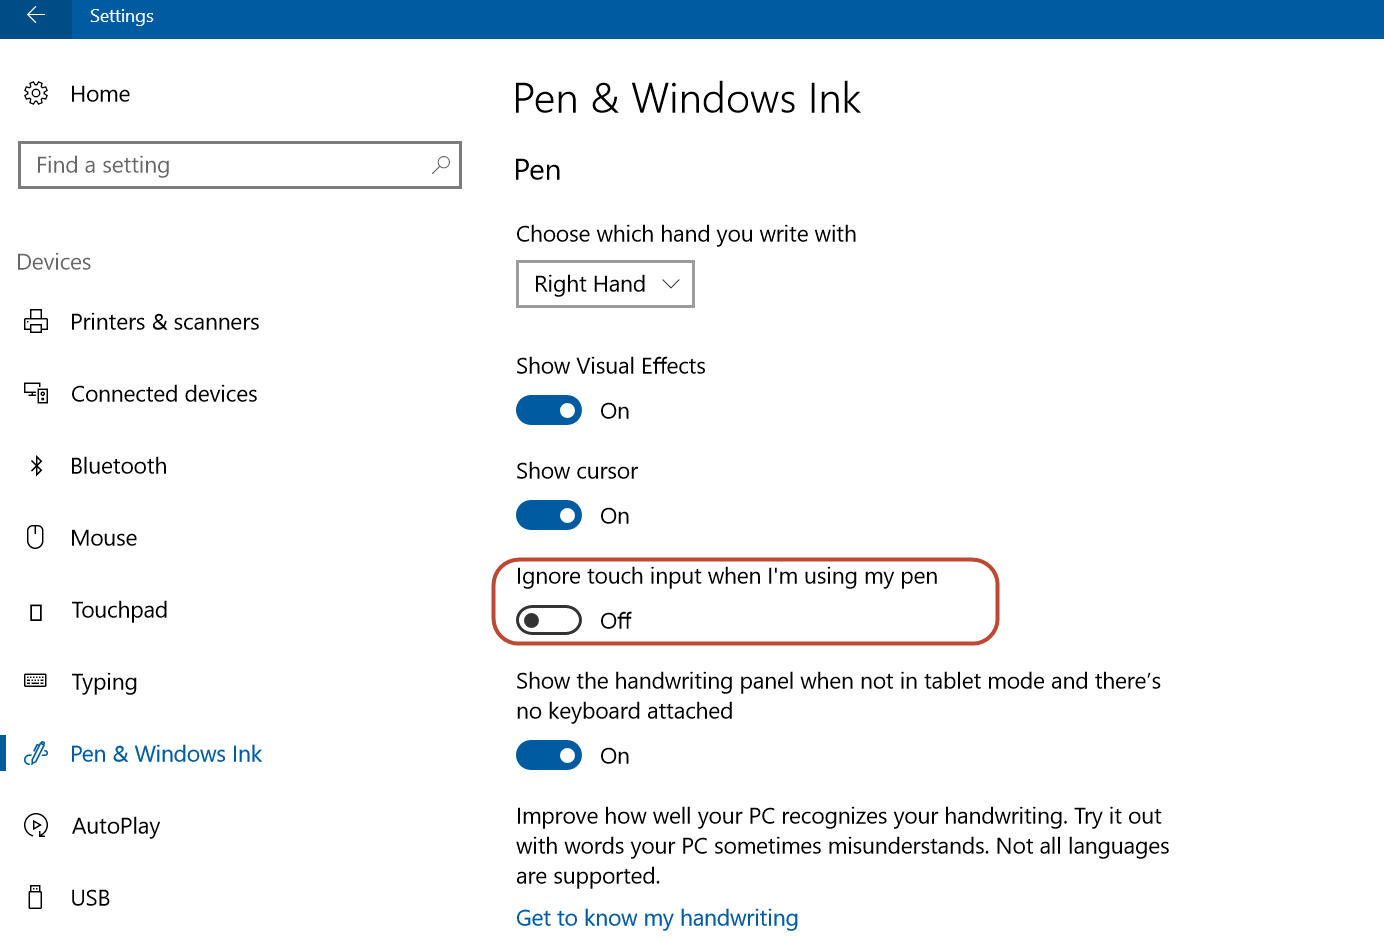 Settings
Home
Find a setting
Devices
Printers & scanners
Connected devices
Bluetooth
Mouse
Touchpad
Typing
Pen & Windows Ink
AutoPlay
USB
Pen & Windows Ink
Pen
Choose which hand you write with
Right Hand
Show Visual Effects
On
Show cursor
On
Ignore touch input when I'm using my pen
Off
Show the handwriting panel when not in tablet mode and there's
no keyboard attached
On
Improve how well your PC recognizes your handwriting. Try it out
with words your PC sometimes misunderstands. Not all languages
are supported.
Get to know my handwriting